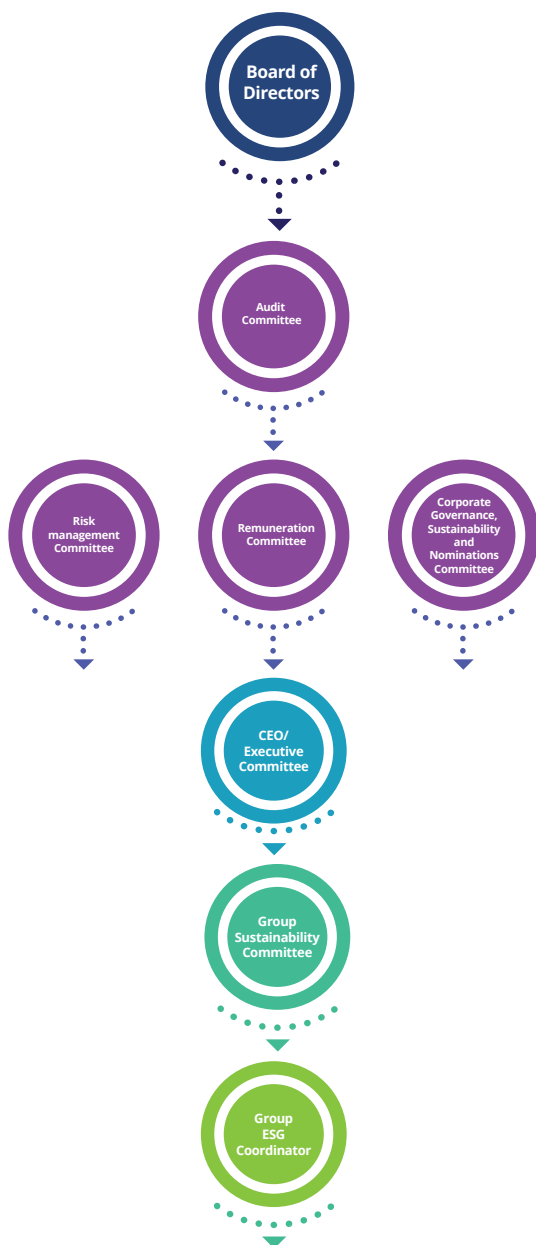 Board of
Directors
Audit
Committee
Risk
management
Committee
Remuneration
Committee
Corporate
Governance,
Sustainability
and
Nominations
Committee
CEO/
Executive
Committee
Group
Sustainability
Committee
Group
ESG
Coordinator